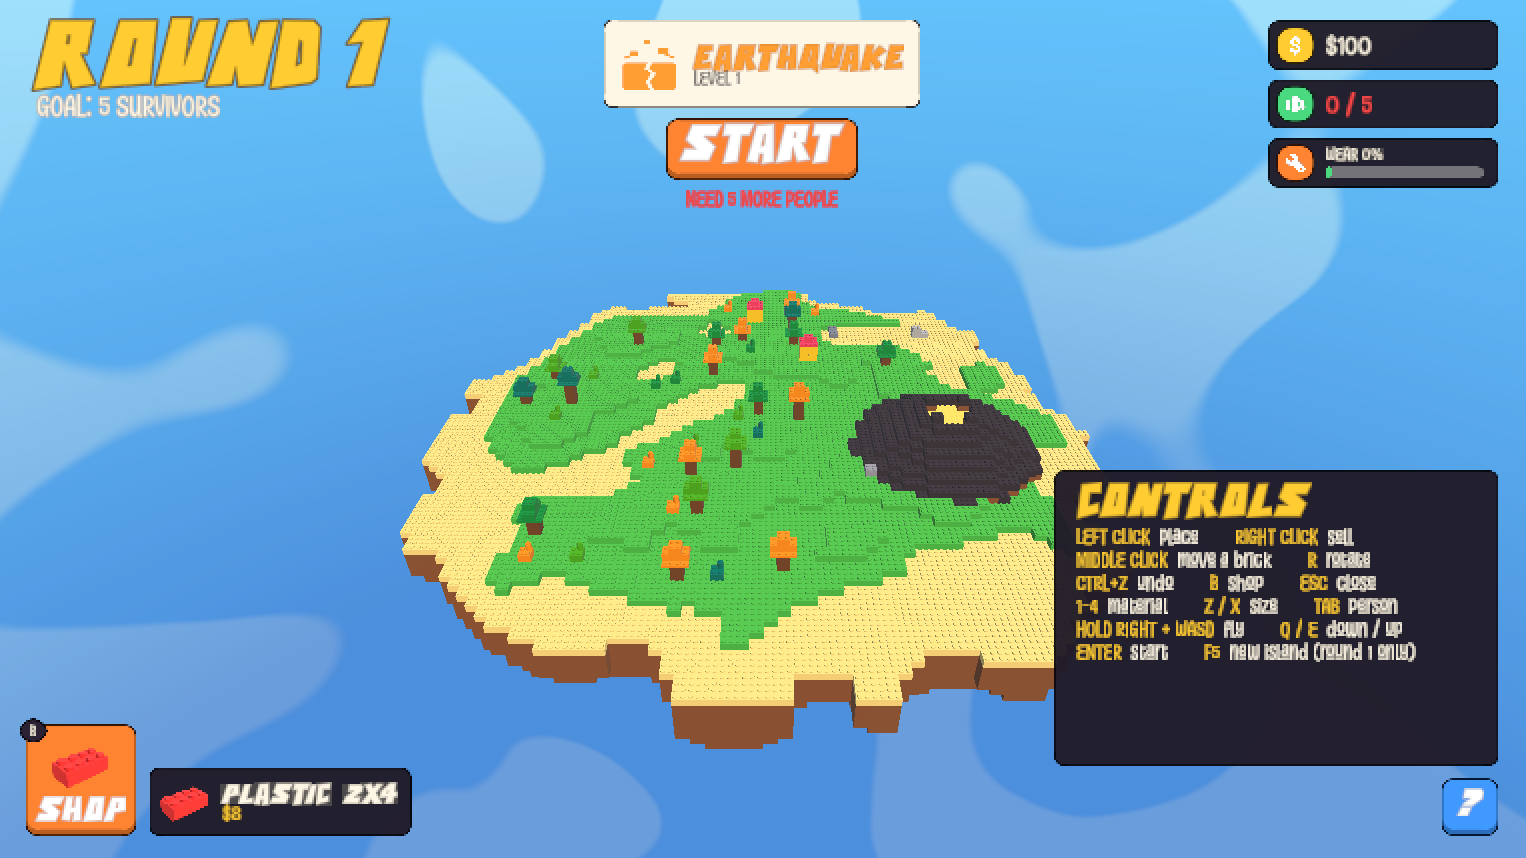 ROUND 1
GOAL: 5 SURVIVORS
EARTHQUAKE
LEVEL 1
START
NEED 5 MORE PEOPLE
$100
0 / 5
WEAR 0%
CONTROLS
LEFT CLICK place RIGHT CLICK sell
MIDDLE CLICK move a brick R rotate
CTRL+Z undo B shop ESC close
1-4 material Z / X size TAB person
HOLD RIGHT + WASD fly Q / E down / up
ENTER start F5 new island (round 1 only)
B
SHOP
PLASTIC 2X4
$8
?